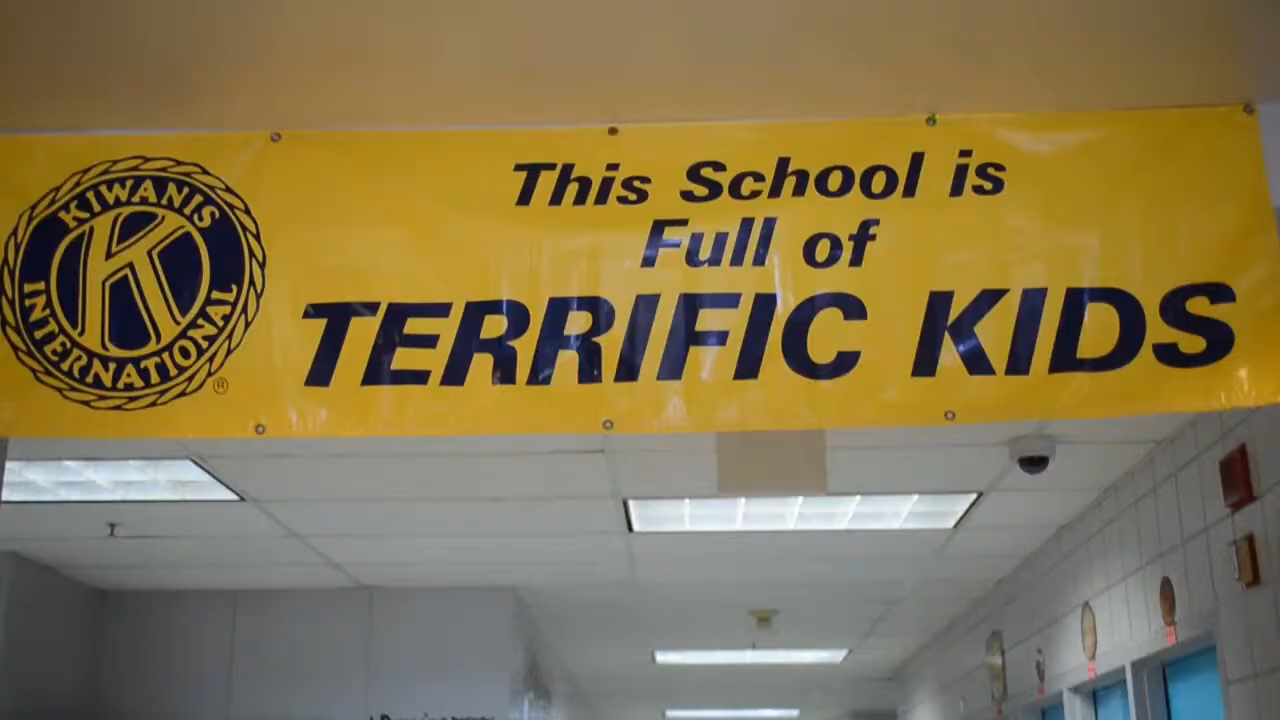 KIWANIS
K
INTERNATIONAL
®
This School is
Full of
TERRIFIC KIDS